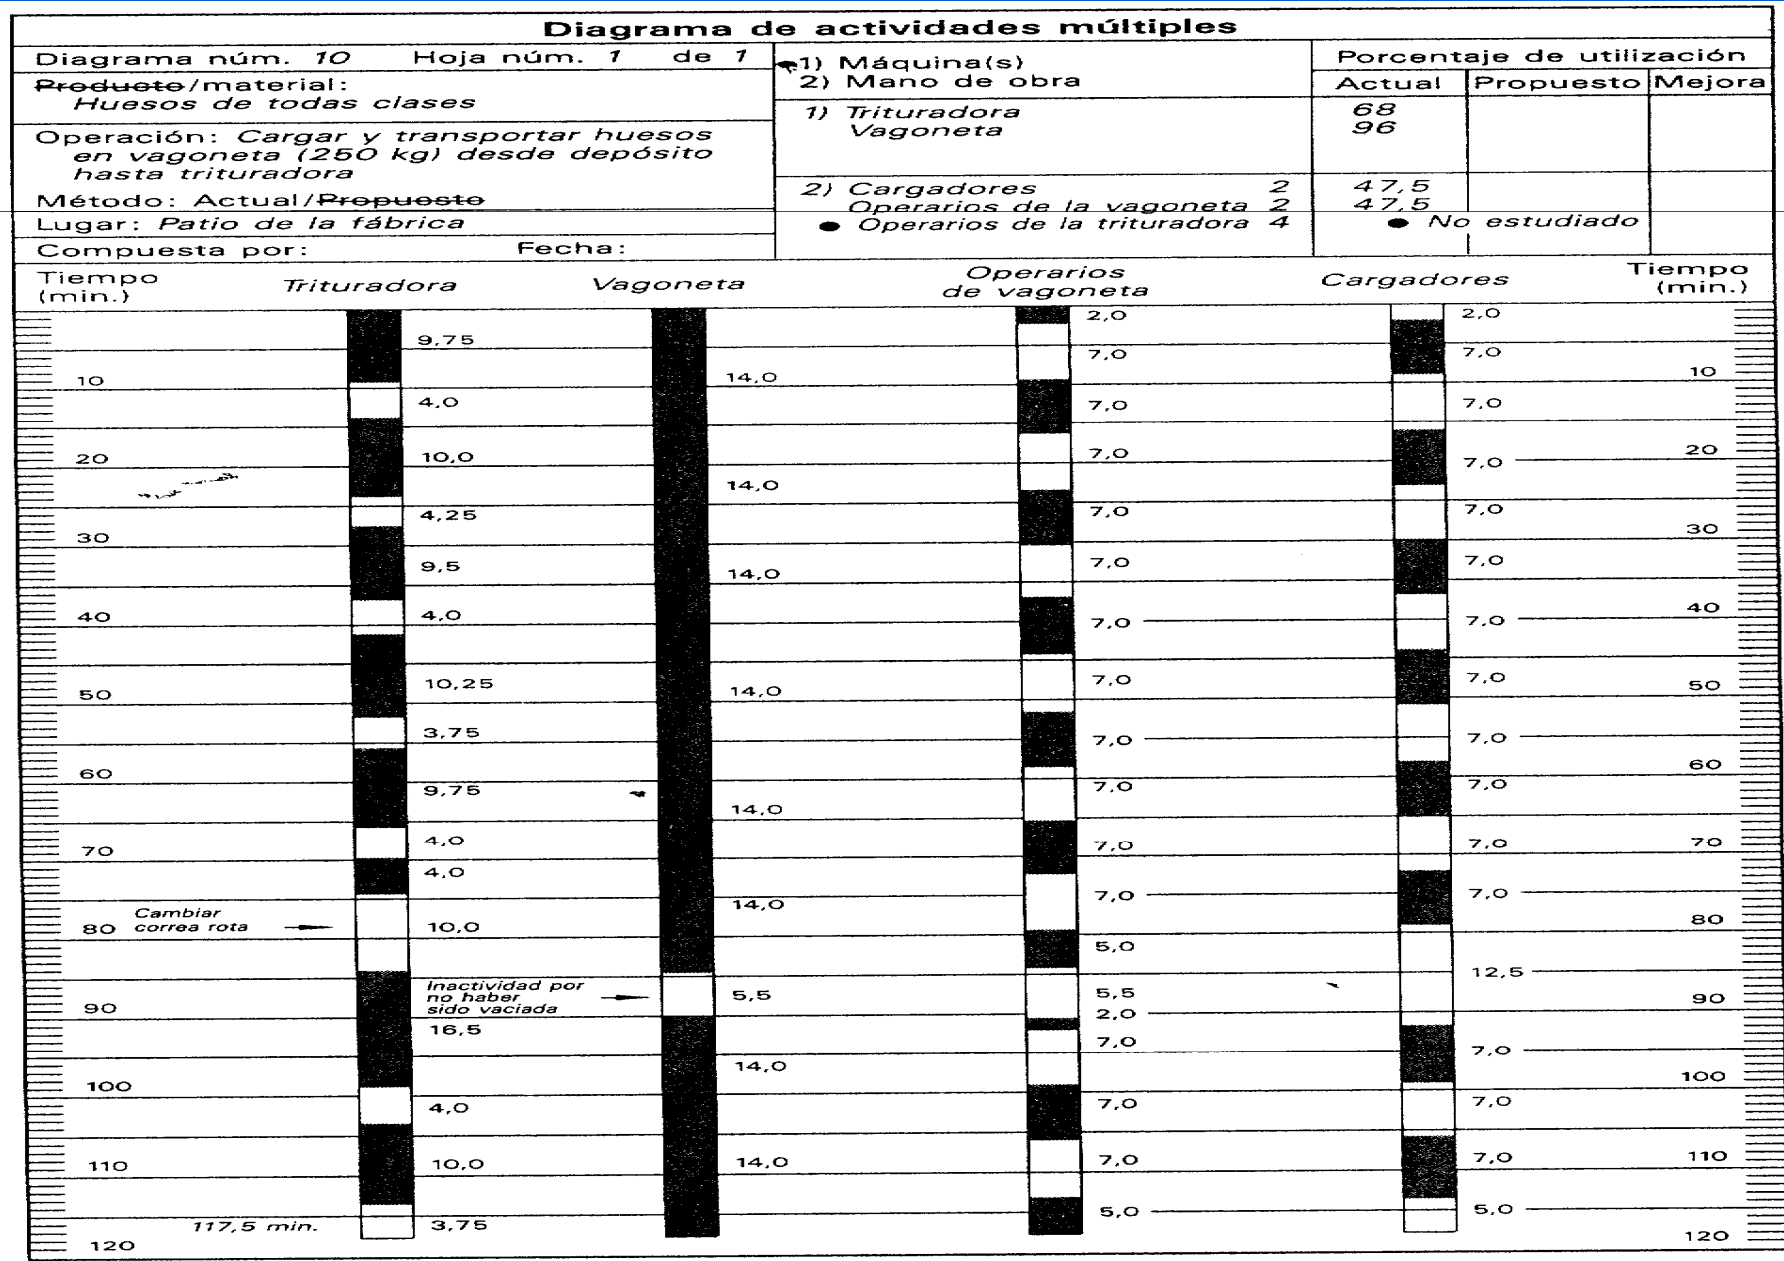 Diagrama de actividades múltiples
Diagrama núm. 10 Hoja núm. 1 de 1
Producto/material:
Huesos de todas clases
Operación: Cargar y transportar huesos
en vagoneta (250 kg) desde depósito
hasta trituradora
Método: Actual/Propuesto
Lugar: Patio de la fábrica
Compuesta por: Fecha:
1) Máquina(s)
2) Mano de obra
Porcentaje de utilización
Actual Propuesto Mejora
1) Trituradora 68
Vagoneta 96
2) Cargadores 2 47,5
Operarios de la vagoneta 2 47,5
● Operarios de la trituradora 4 ● No estudiado
Tiempo
(min.)
Trituradora
Vagoneta
Operarios
de vagoneta
Cargadores
Tiempo
(min.)
2,0 2,0
9,75
7,0 7,0
10 14,0 10
4,0 7,0 7,0
20 10,0 7,0 7,0 20
14,0
4,25 7,0 7,0
30 30
9,5 14,0 7,0 7,0
40 4,0 7,0 7,0 40
50 10,25 14,0 7,0 7,0 50
3,75 7,0 7,0
60 60
9,75 14,0 7,0 7,0
70 4,0 7,0 7,0 70
4,0
14,0 7,0 7,0
Cambiar
80 correa rota 10,0 80
5,0
12,5
Inactividad por
no haber
sido vaciada
5,5 5,5
90 90
2,0
16,5 7,0 7,0
14,0
100 100
4,0 7,0 7,0
110 10,0 14,0 7,0 7,0 110
117,5 min. 3,75 5,0 5,0
120 120